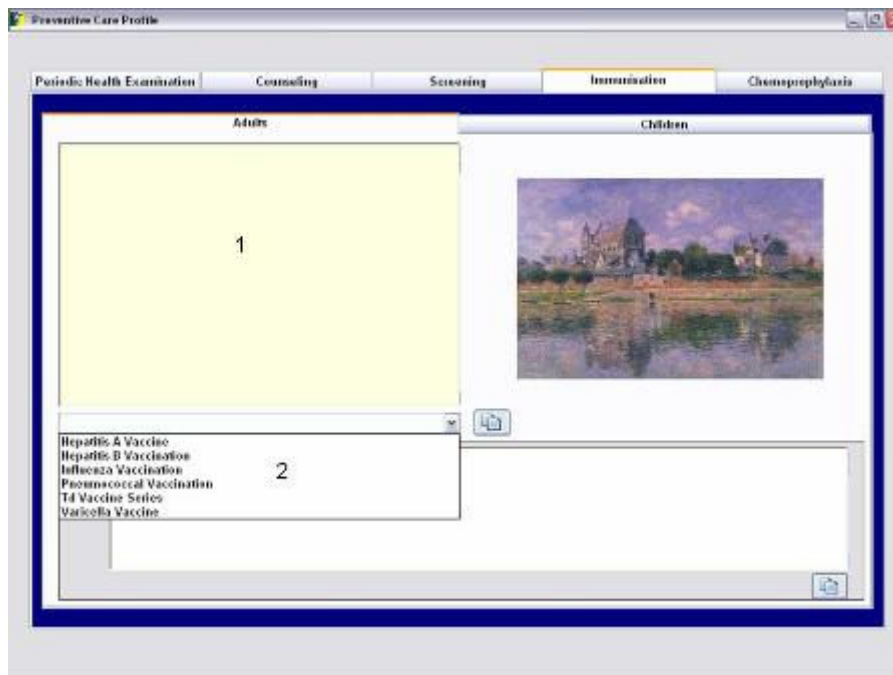 Preventive Care Profile
Periodic Health Examination Counseling Screening Immunisation Chemoprophylaxis
Adults Children
1
Hepatitis A Vaccine
Hepatitis B Vaccination
Influenza Vaccination
2
Pneumococcal Vaccination
Td Vaccine Series
Varicella Vaccine